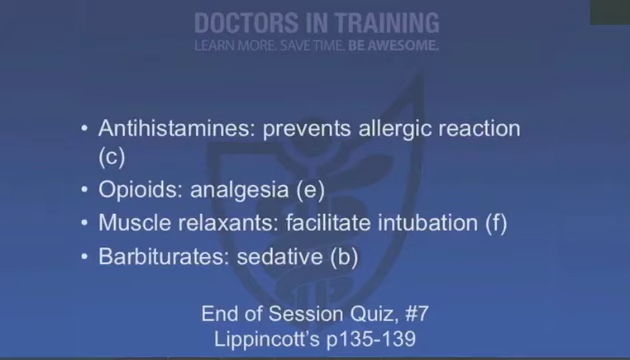 DOCTORS IN TRAINING
LEARN MORE. SAVE TIME. BE AWESOME.
• Antihistamines: prevents allergic reaction
(c)
• Opioids: analgesia (e)
• Muscle relaxants: facilitate intubation (f)
• Barbiturates: sedative (b)
End of Session Quiz, #7
Lippincott's p135-139